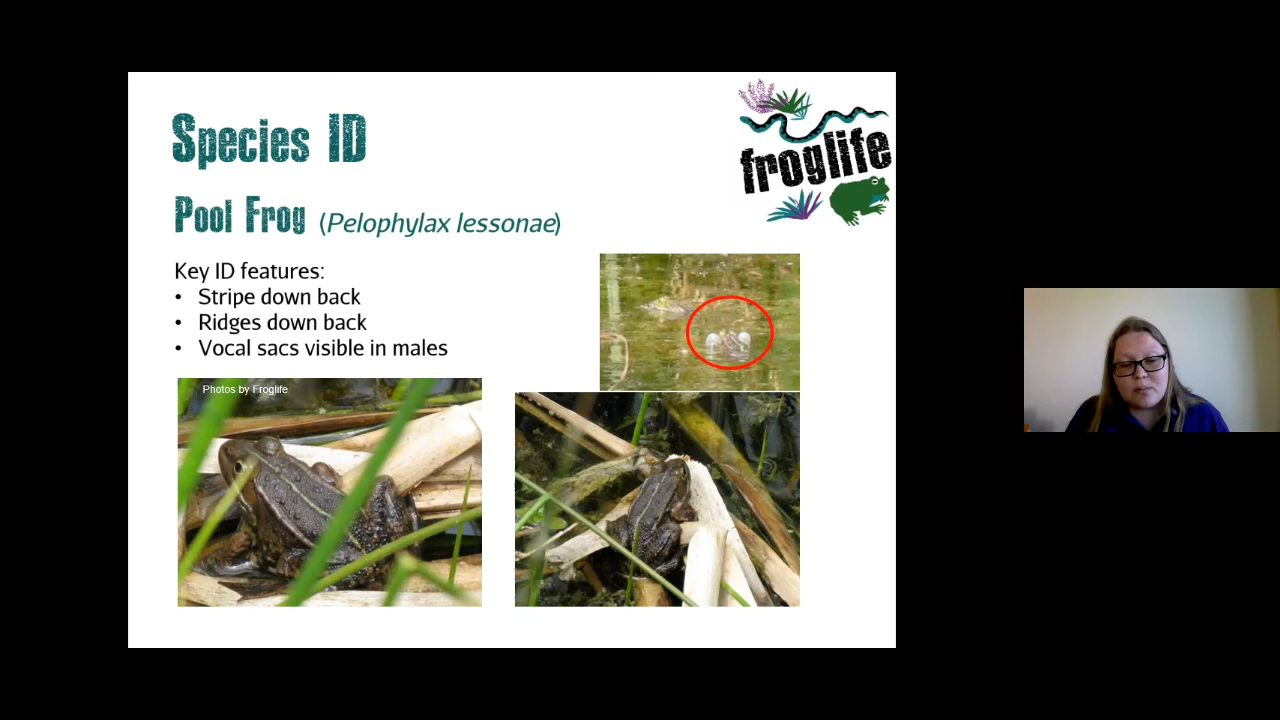 Species ID
froglife
Pool Frog (Pelophylax lessonae)
Key ID features:
• Stripe down back
• Ridges down back
• Vocal sacs visible in males
Photos by Froglife